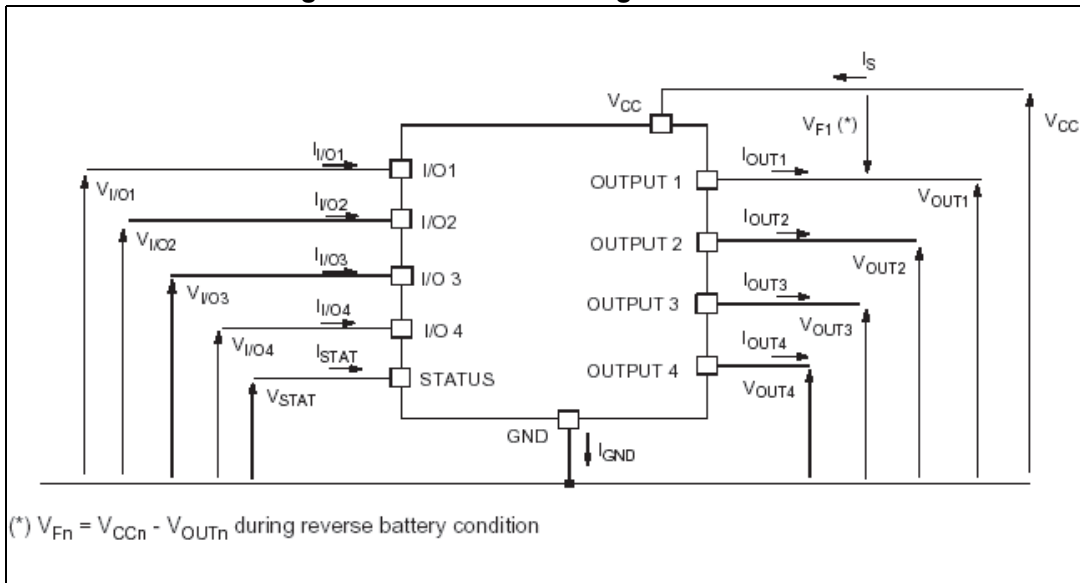 I_S
V_CC
V_CC
V_F1 (*)
I_I/O1
I/O1
V_I/O1
I_I/O2
I/O2
V_I/O2
I_I/O3
I/O 3
V_I/O3
I_I/O4
I/O 4
V_I/O4
I_STAT
STATUS
V_STAT
I_OUT1
OUTPUT 1
V_OUT1
I_OUT2
OUTPUT 2
V_OUT2
I_OUT3
OUTPUT 3
V_OUT3
I_OUT4
OUTPUT 4
V_OUT4
GND
I_GND
(*) V_Fn = V_CCn - V_OUTn during reverse battery condition